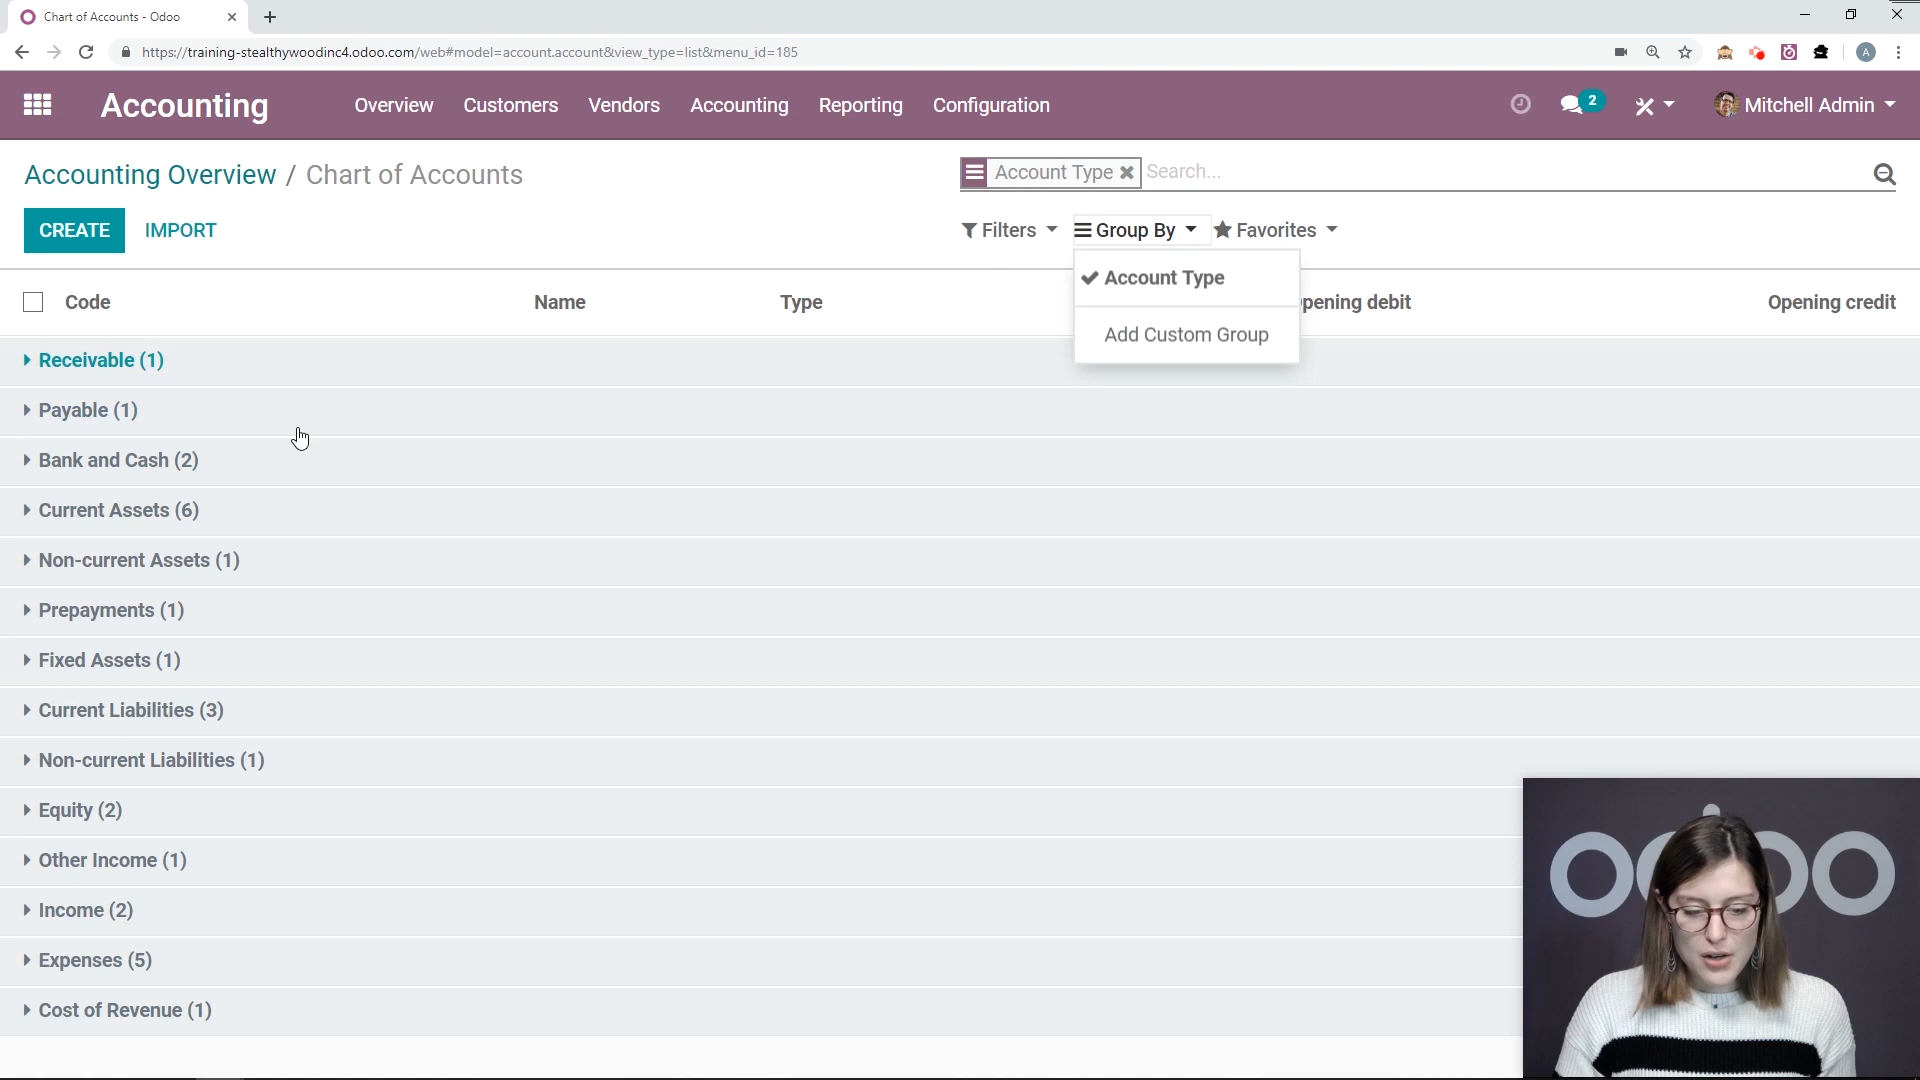 Chart of Accounts - Odoo
https://training-stealthywoodinc4.odoo.com/web#model=account.account&view_type=list&menu_id=185
A
Accounting
Overview
Customers
Vendors
Accounting
Reporting
Configuration
2
Mitchell Admin
Accounting Overview / Chart of Accounts
Account Type
Search...
CREATE
IMPORT
Filters
Group By
Favorites
Account Type
Add Custom Group
Code
Name
Type
pening debit
Opening credit
Receivable (1)
Payable (1)
Bank and Cash (2)
Current Assets (6)
Non-current Assets (1)
Prepayments (1)
Fixed Assets (1)
Current Liabilities (3)
Non-current Liabilities (1)
Equity (2)
Other Income (1)
Income (2)
Expenses (5)
Cost of Revenue (1)
odoo